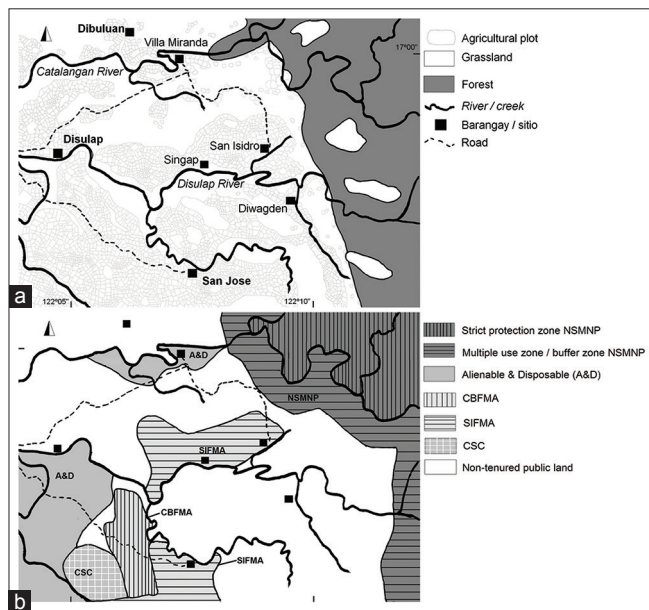 Dibuluan
Villa Miranda
17°00'
Catalangan River
Disulap
San Isidro
Singap
Disulap River
Diwagden
San Jose
a
122°05'
122°10'
Agricultural plot
Grassland
Forest
River / creek
Barangay / sitio
Road
A&D
NSMNP
SIFMA
A&D
CBFMA
CSC
SIFMA
b
Strict protection zone NSMNP
Multiple use zone / buffer zone NSMNP
Alienable & Disposable (A&D)
CBFMA
SIFMA
CSC
Non-tenured public land